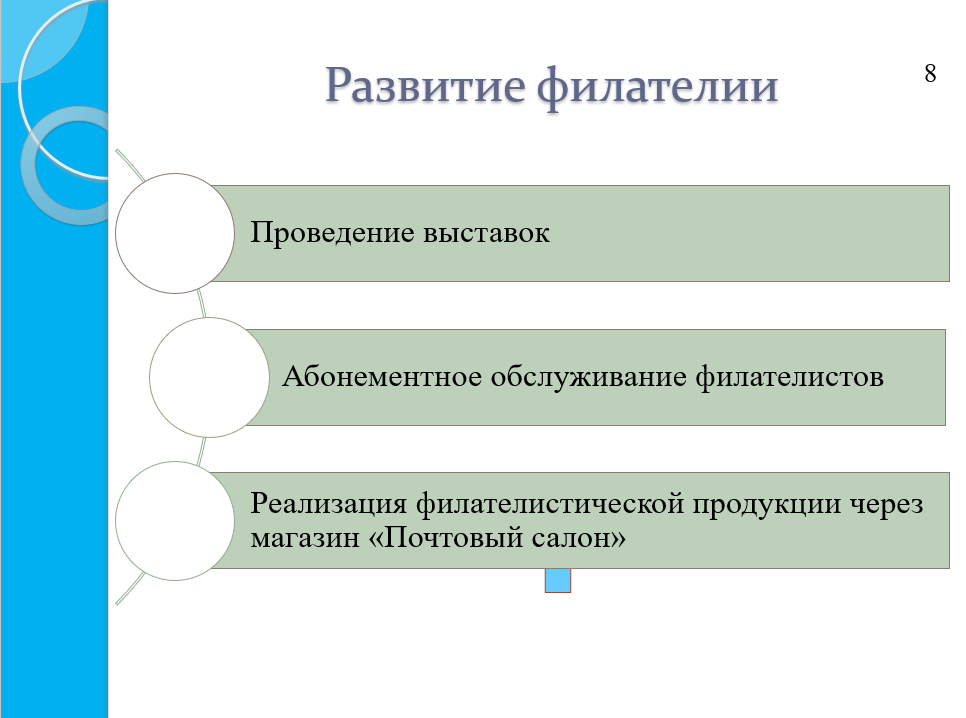 Развитие филателии
8
Проведение выставок
Абонементное обслуживание филателистов
Реализация филателистической продукции через
магазин «Почтовый салон»